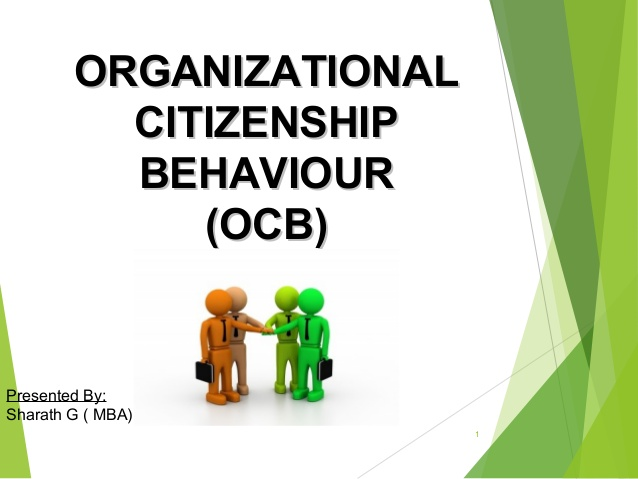 ORGANIZATIONAL
CITIZENSHIP
BEHAVIOUR
(OCB)
Presented By:
Sharath G ( MBA)
1